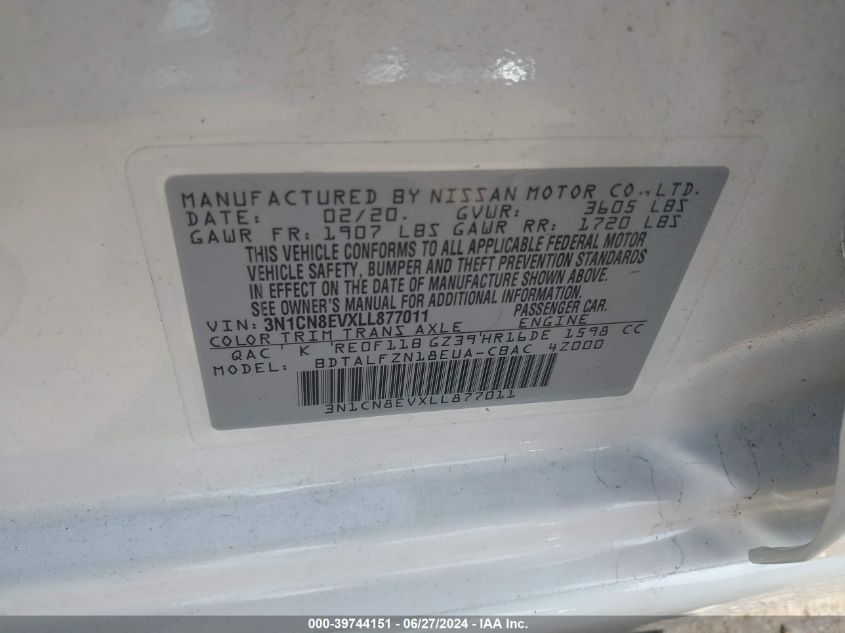 MANUFACTURED BY NISSAN MOTOR CO.,LTD.
DATE: 02/20. GVWR: 3605 LBS
GAWR FR: 1907 LBS GAWR RR: 1720 LBS
THIS VEHICLE CONFORMS TO ALL APPLICABLE FEDERAL MOTOR
VEHICLE SAFETY, BUMPER AND THEFT PREVENTION STANDARDS
IN EFFECT ON THE DATE OF MANUFACTURE SHOWN ABOVE.
SEE OWNER'S MANUAL FOR ADDITIONAL INFORMATION.
VIN: 3N1CN8EVXLL877011 PASSENGER CAR.
COLOR TRIM TRANS AXLE ENGINE
QAC K RE0F11B GZ39 HR16DE 1598 CC
MODEL: BDTALFZN18EUA-CBAC 4Z000
3N1CN8EVXLL877011
000-39744151 - 06/27/2024 - IAA, Inc.